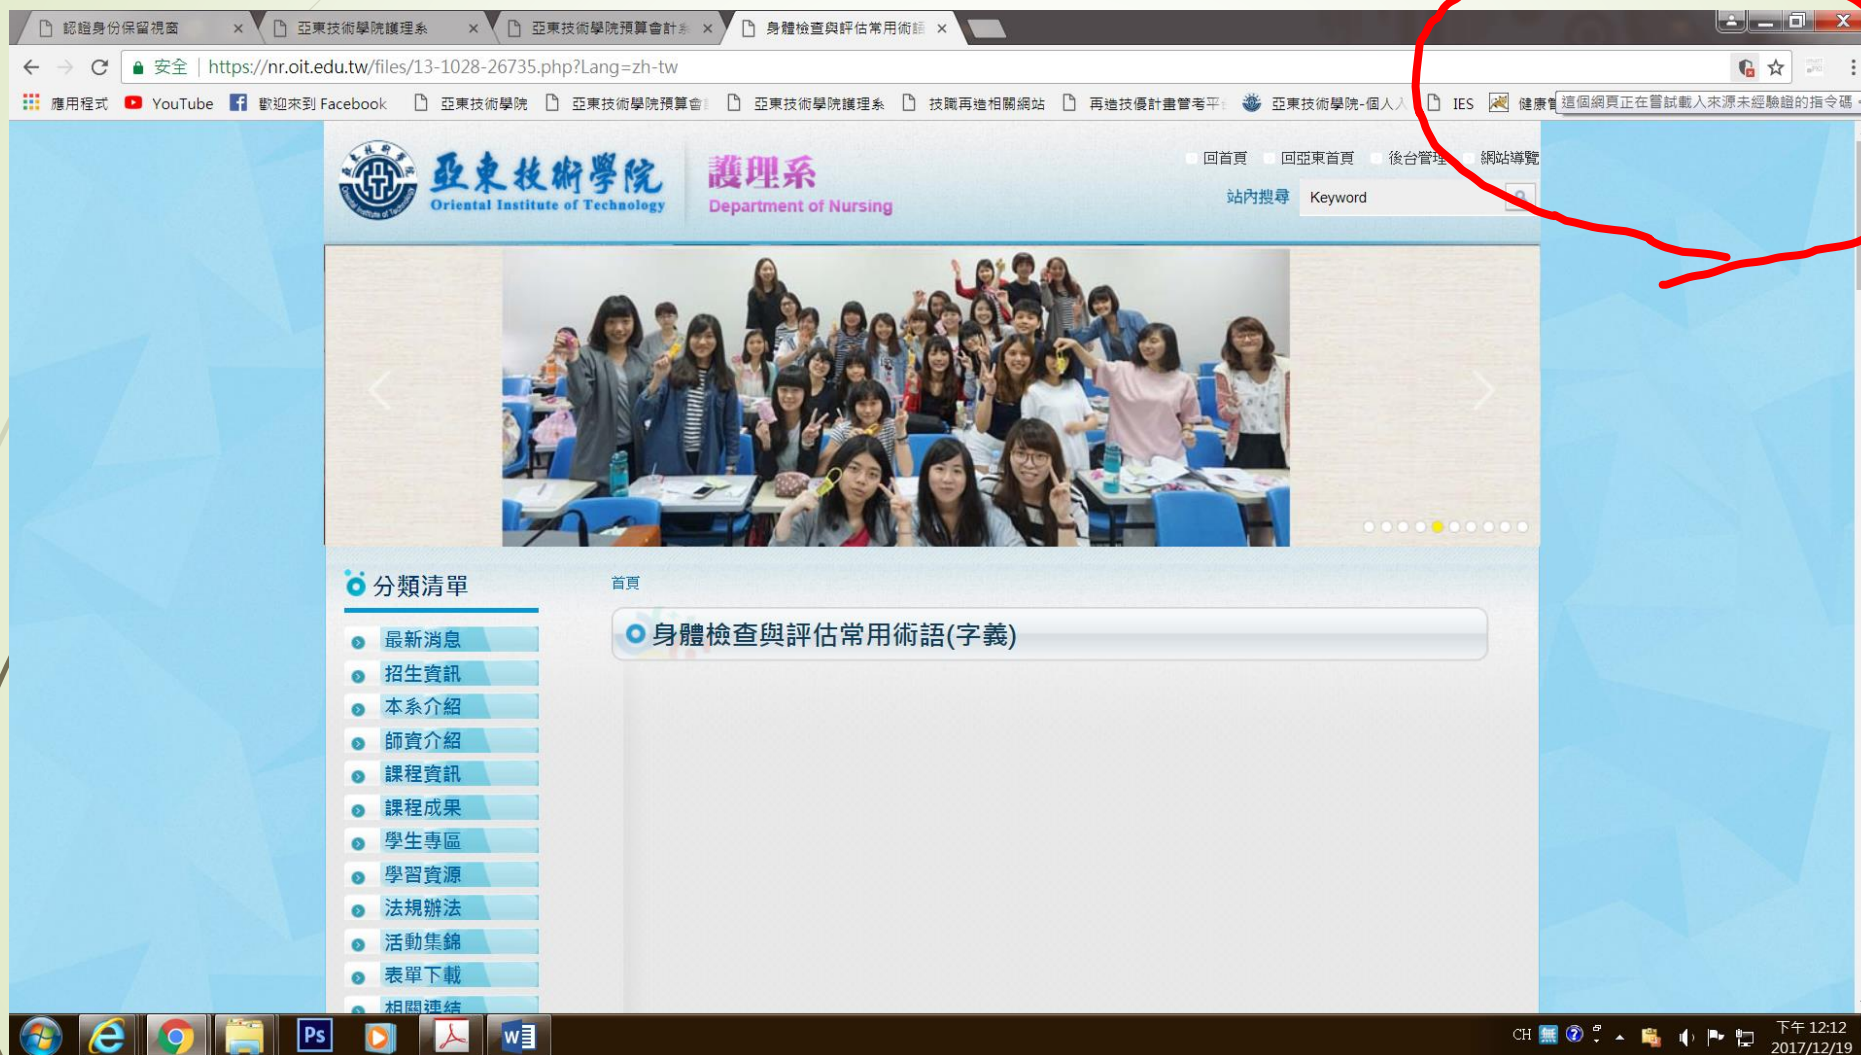 認證身份保留視窗
亞東技術學院護理系
亞東技術學院預算會計系
身體檢查與評估常用術語
安全 | https://nr.oit.edu.tw/files/13-1028-26735.php?Lang=zh-tw
應用程式 YouTube 歡迎來到 Facebook 亞東技術學院 亞東技術學院預算會 亞東技術學院護理系 技職再造相關網站 再造技優計畫管考平 亞東技術學院-個人入 IES 健康
這個網頁正在嘗試載入來源未經驗證的指令碼。
亞東技術學院
Oriental Institute of Technology
護理系
Department of Nursing
回首頁 回亞東首頁 後台管理 網站導覽
站內搜尋 Keyword
分類清單
最新消息
招生資訊
本系介紹
師資介紹
課程資訊
課程成果
學生專區
學習資源
法規辦法
活動集錦
表單下載
相關連結
首頁
身體檢查與評估常用術語(字義)
Ps
CH
下午 12:12
2017/12/19